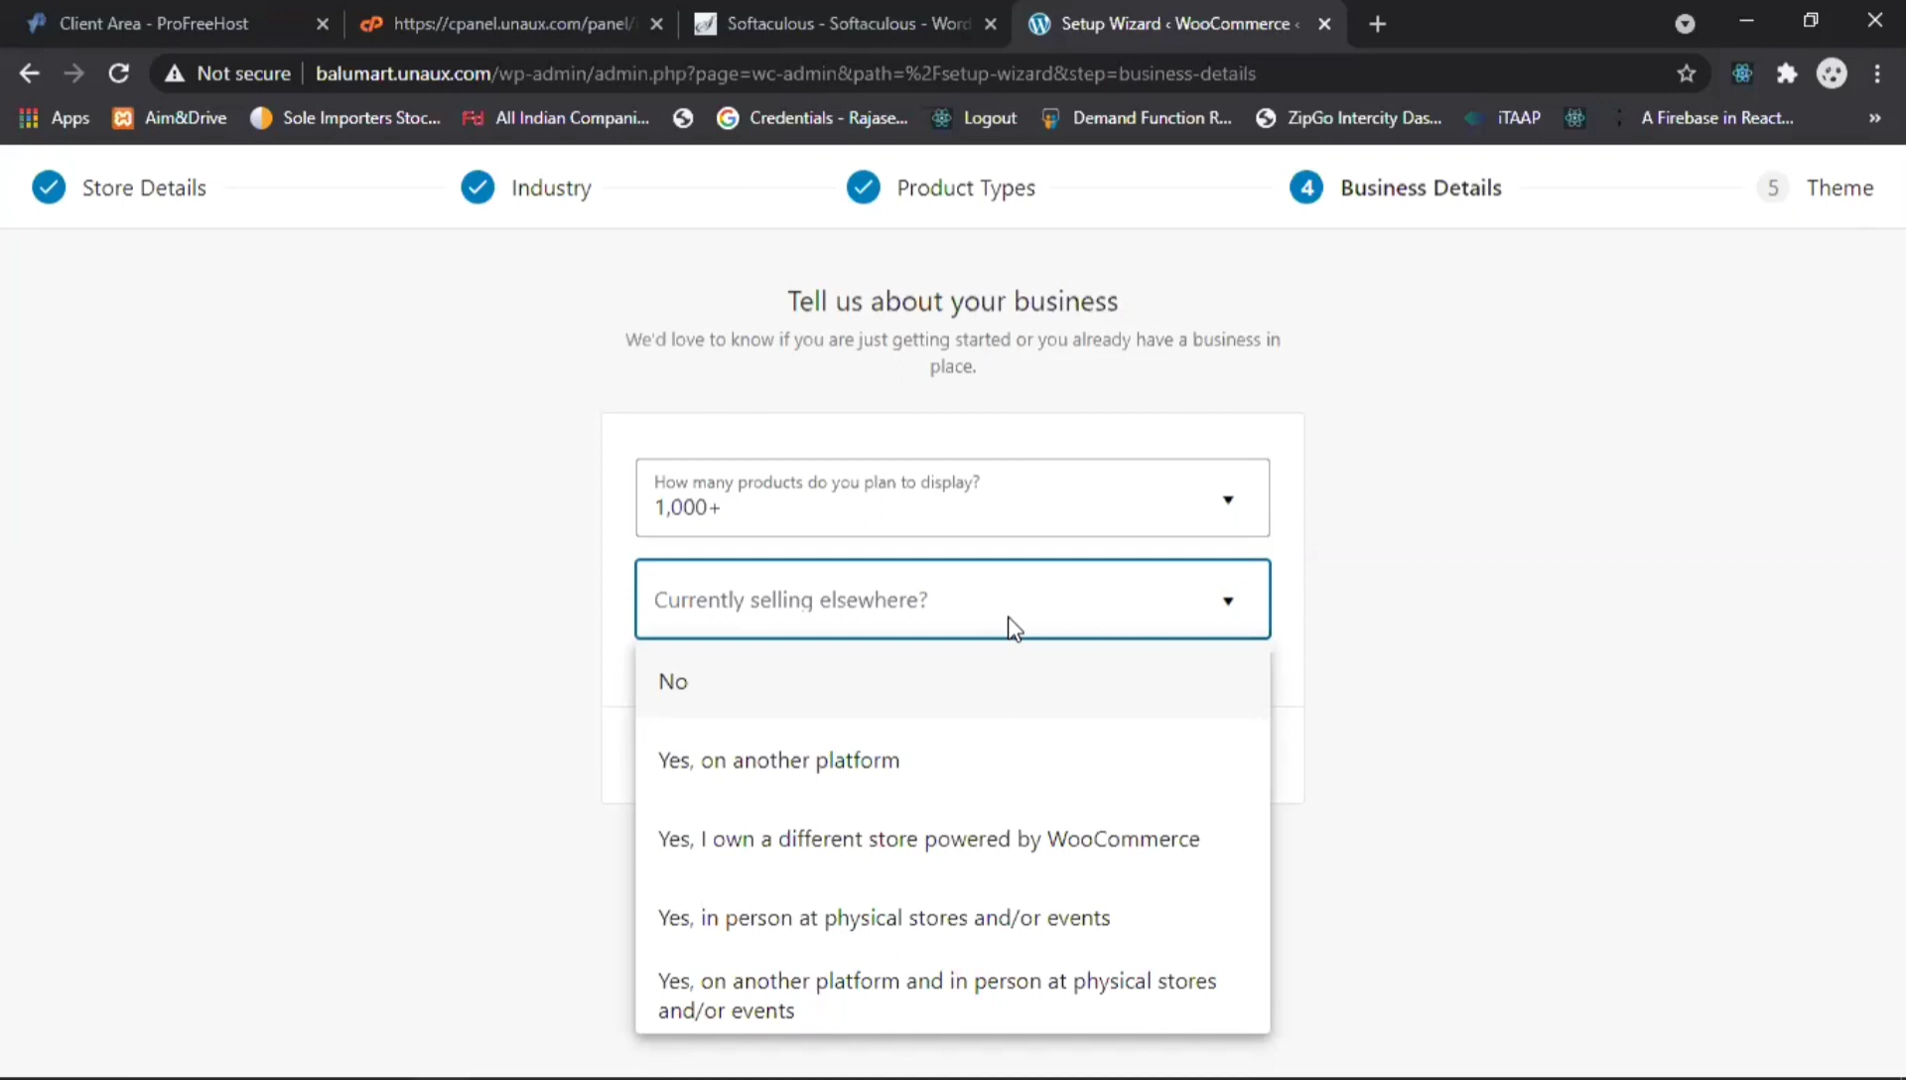 Client Area - ProFreeHost
https://cpanel.unaux.com/panel/
Softaculous - Softaculous - Word
Setup Wizard ‹ WooCommerce ‹
Not secure
balumart.unaux.com/wp-admin/admin.php?page=wc-admin&path=%2Fsetup-wizard&step=business-details
Apps
Aim&Drive
Sole Importers Stoc...
Fd
All Indian Compani...
Credentials - Rajase...
Logout
Demand Function R...
ZipGo Intercity Das...
iTAAP
A Firebase in React...
»
Store Details
Industry
Product Types
4 Business Details
5 Theme
Tell us about your business
We'd love to know if you are just getting started or you already have a business in
place.
How many products do you plan to display?
1,000+
Currently selling elsewhere?
No
Yes, on another platform
Yes, I own a different store powered by WooCommerce
Yes, in person at physical stores and/or events
Yes, on another platform and in person at physical stores
and/or events